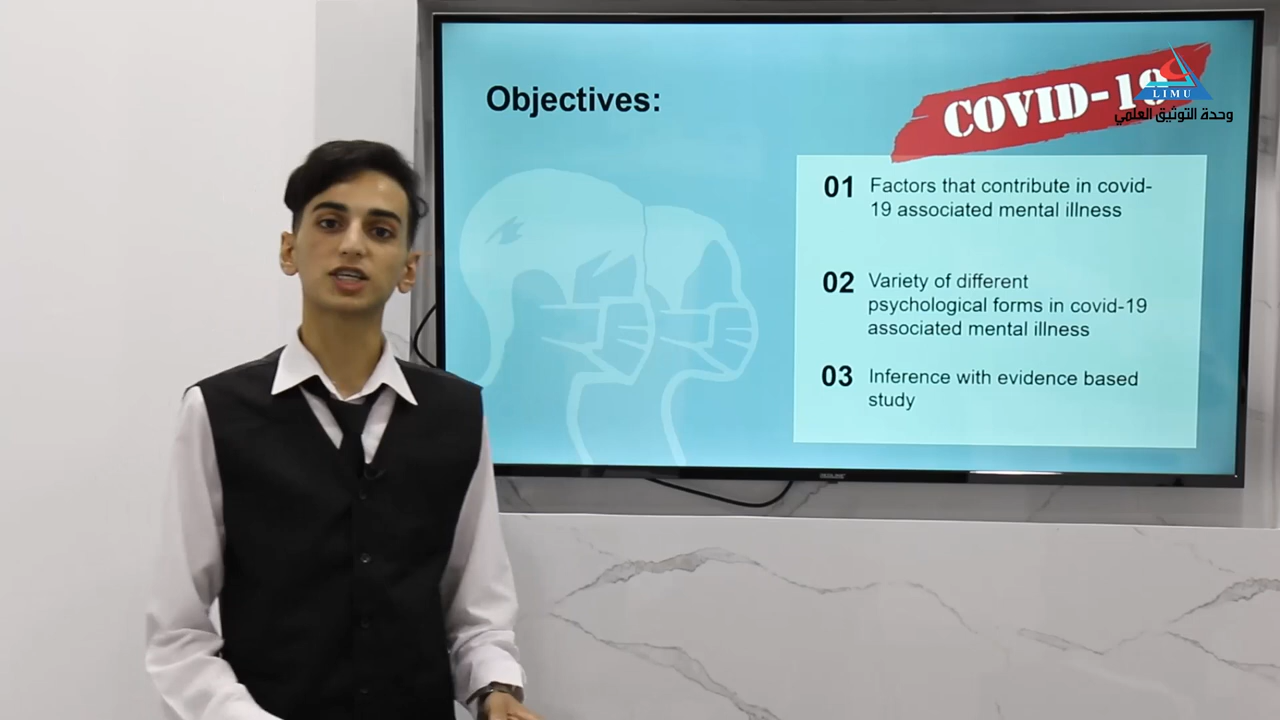 Objectives:
COVID-19
LIMU
وحدة التوثيق العلمي
01 Factors that contribute in covid-
19 associated mental illness
02 Variety of different
psychological forms in covid-19
associated mental illness
03 Inference with evidence based
study